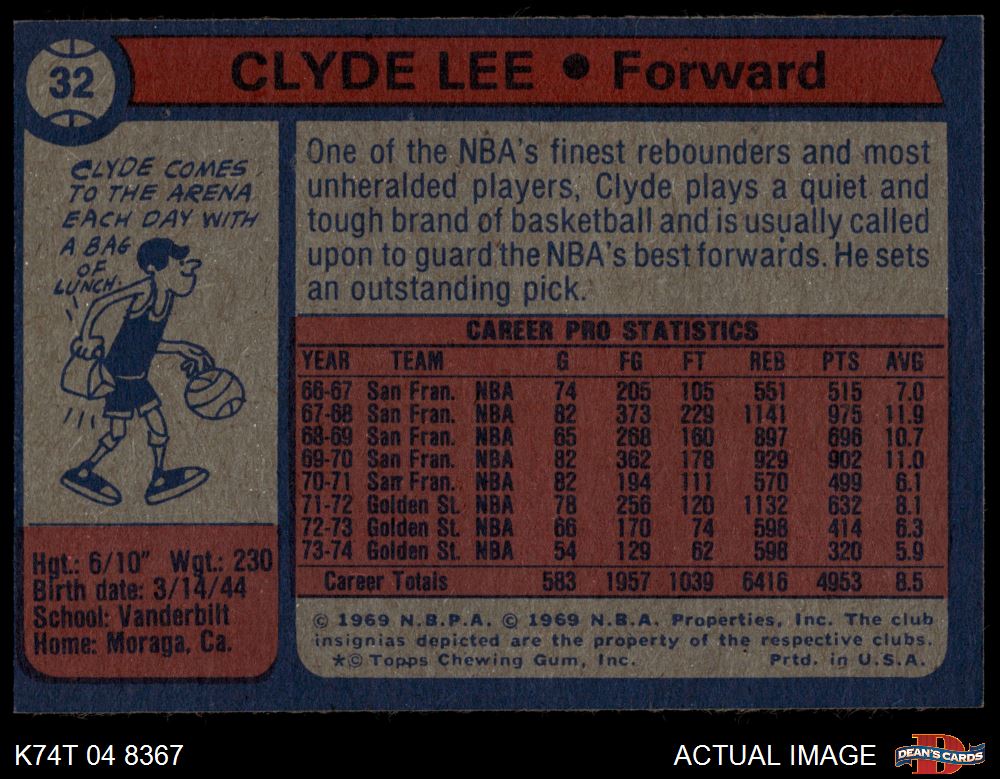 32
CLYDE LEE • Forward
CLYDE COMES
TO THE ARENA
EACH DAY WITH
A BAG
OF
LUNCH.
One of the NBA's finest rebounders and most
unheralded players, Clyde plays a quiet and
tough brand of basketball and is usually called
upon to guard the NBA's best forwards. He sets
an outstanding pick.
CAREER PRO STATISTICS
YEAR TEAM G FG FT REB PTS AVG
66-67 San Fran. NBA 74 205 105 551 515 7.0
67-68 San Fran. NBA 82 373 229 1141 975 11.9
68-69 San Fran. NBA 65 268 160 897 696 10.7
69-70 San Fran. NBA 82 362 178 929 902 11.0
70-71 San Fran. NBA 82 194 111 570 499 6.1
71-72 Golden St. NBA 78 256 120 1132 632 8.1
72-73 Golden St. NBA 66 170 74 598 414 6.3
73-74 Golden St. NBA 54 129 62 598 320 5.9
Career Totals 583 1957 1039 6416 4953 8.5
Hgt.: 6/10" Wgt.: 230
Birth date: 3/14/44
School: Vanderbilt
Home: Moraga, Ca.
© 1969 N.B.P.A. © 1969 N.B.A. Properties, Inc. The club
insignias depicted are the property of the respective clubs.
*© Topps Chewing Gum, Inc. Prtd. in U.S.A.
K74T 04 8367
ACTUAL IMAGE
D
DEAN'S CARDS